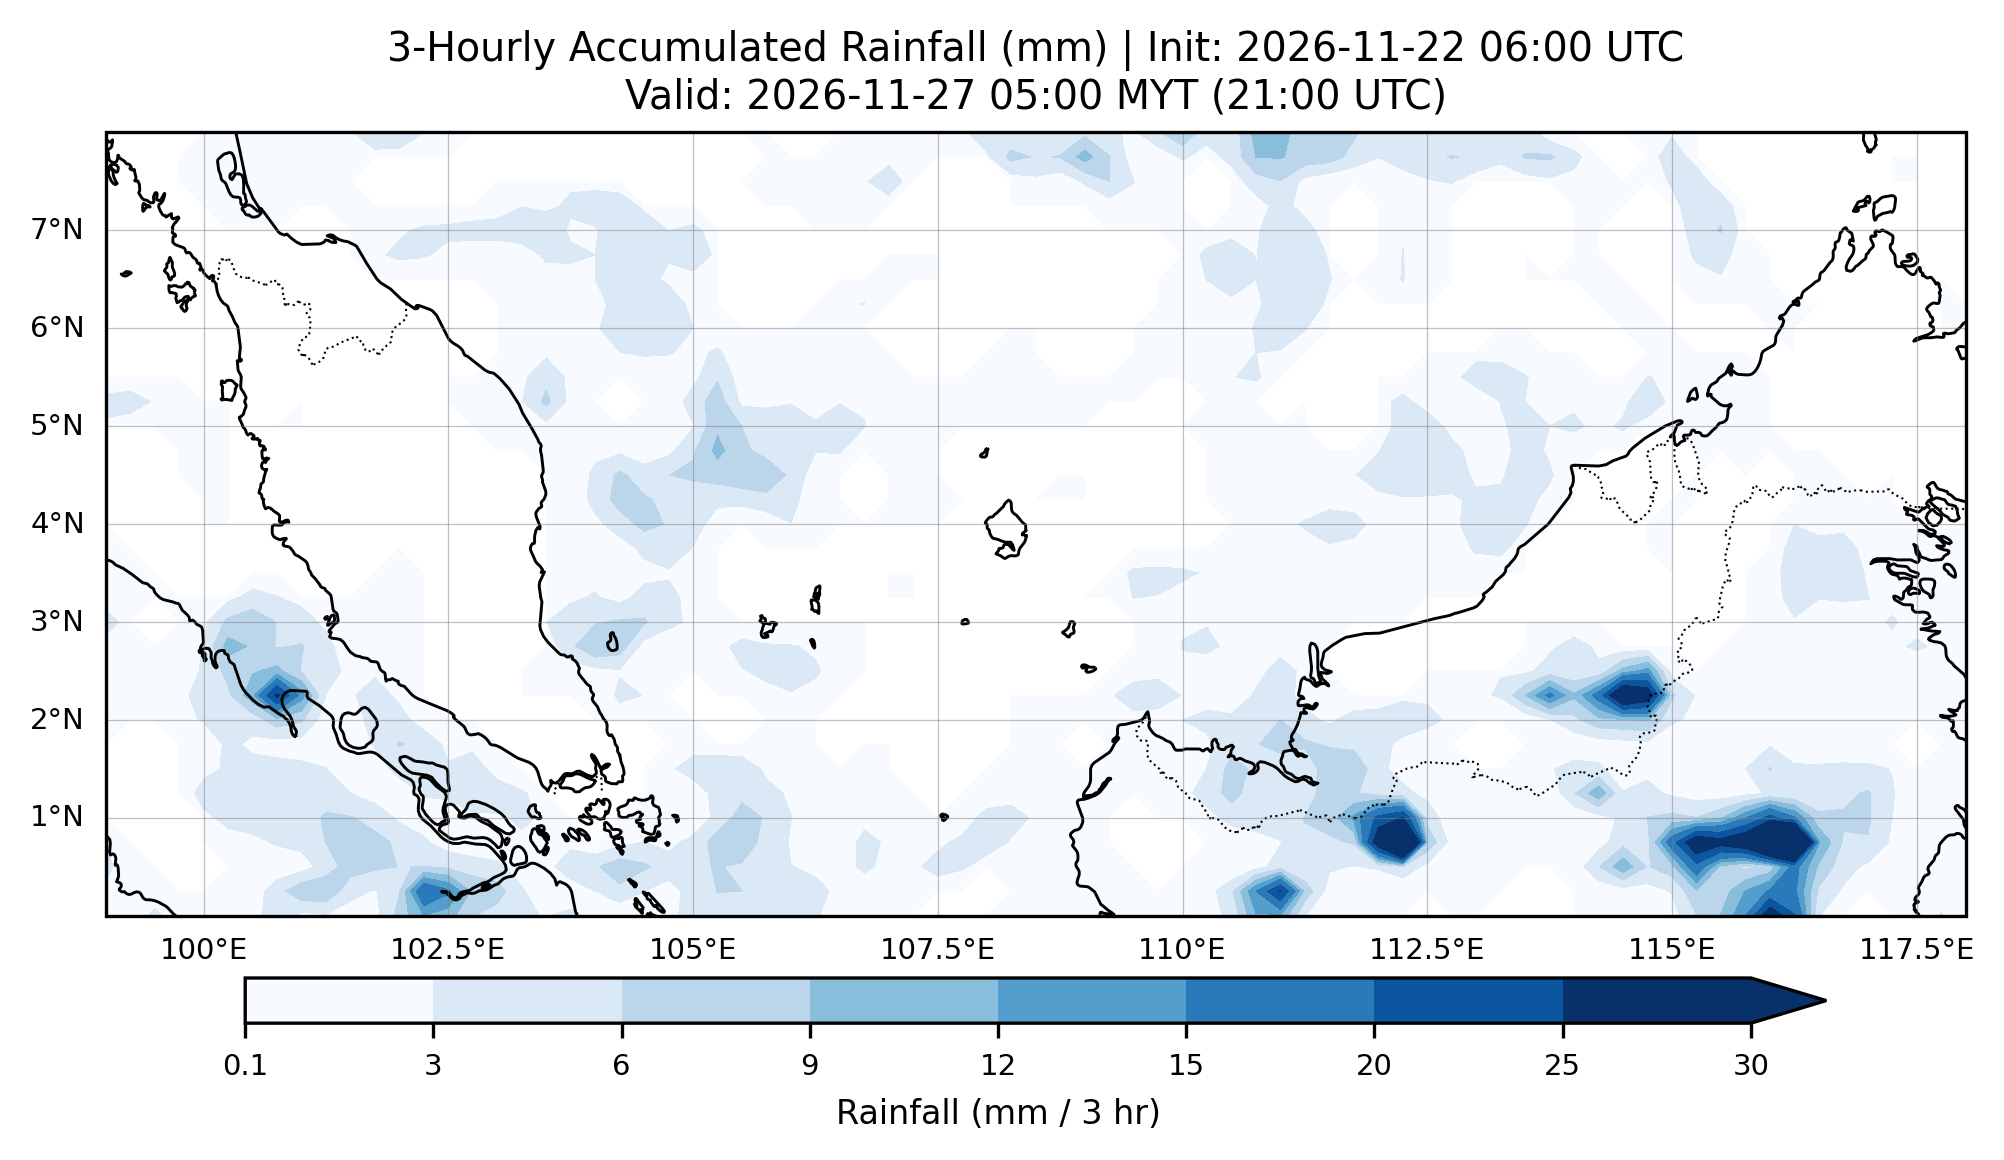 3-Hourly Accumulated Rainfall (mm) | Init: 2026-11-22 06:00 UTC
Valid: 2026-11-27 05:00 MYT (21:00 UTC)
7°N
6°N
5°N
4°N
3°N
2°N
1°N
100°E 102.5°E 105°E 107.5°E 110°E 112.5°E 115°E 117.5°E
0.1 3 6 9 12 15 20 25 30
Rainfall (mm / 3 hr)